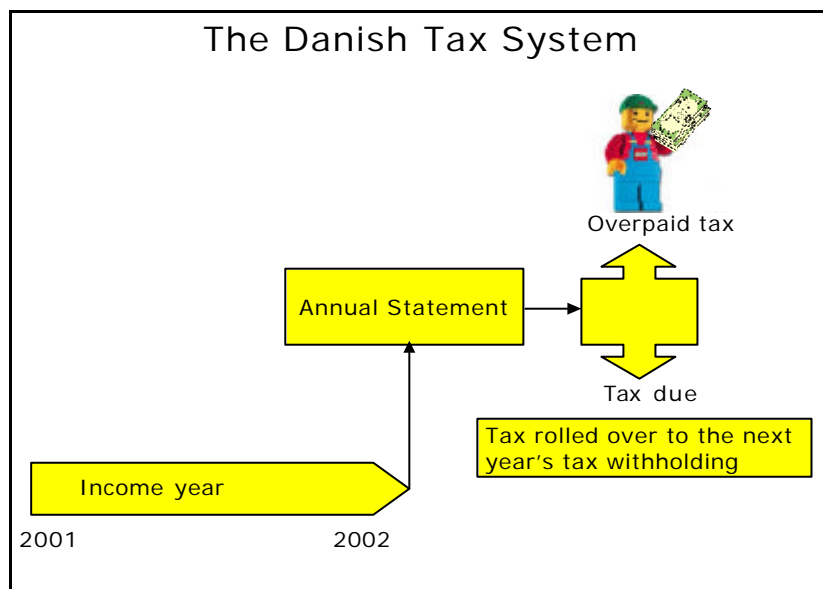 The Danish Tax System
Overpaid tax
Annual Statement
Tax due
Tax rolled over to the next
year's tax withholding
Income year
2001
2002